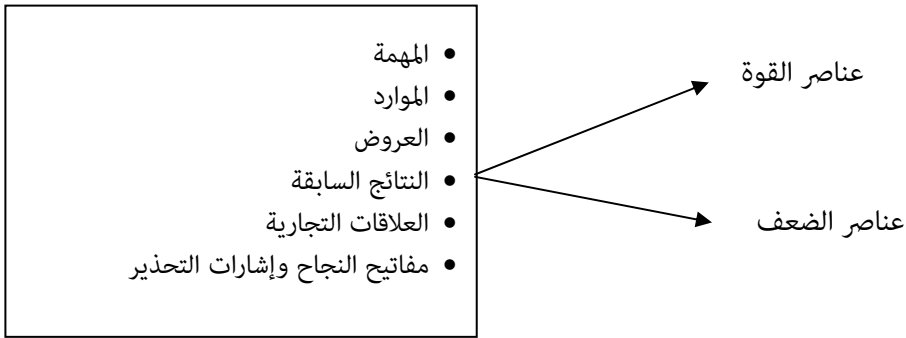 • المهمة
• الموارد
• العروض
• النتائج السابقة
• العلاقات التجارية
• مفاتيح النجاح وإشارات التحذير
عناصر القوة
عناصر الضعف